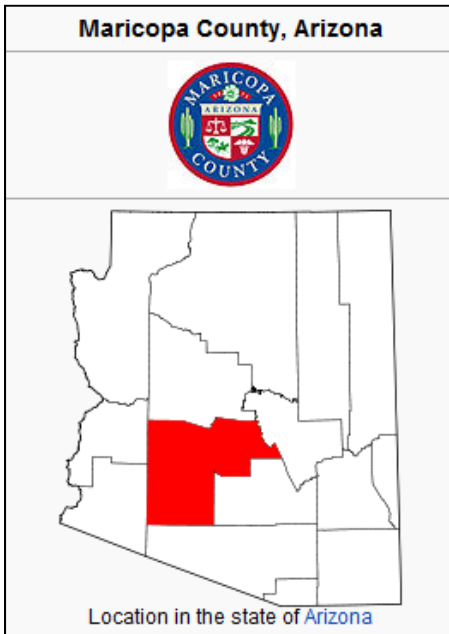 Maricopa County, Arizona
MARICOPA
ARIZONA
COUNTY
Location in the state of Arizona